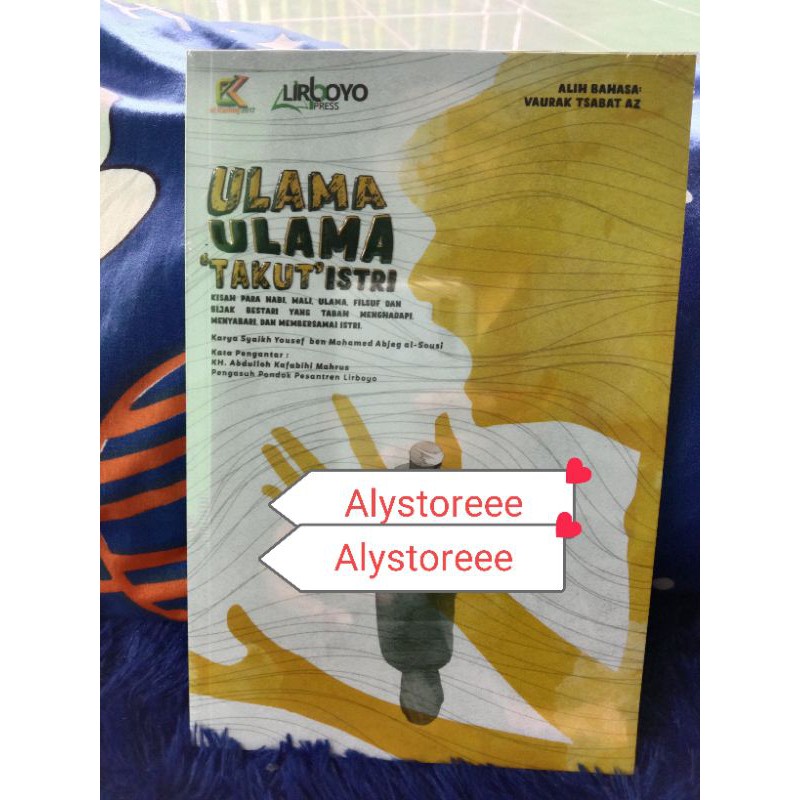 LIRBOYO
PRESS
ALIH BAHASA:
VAURAK TSABAT AZ
ULAMA
ULAMA
"TAKUT" ISTRI
KISAH PARA NABI, WALI, ULAMA, FILSUF DAN
BIJAK BESTARI YANG TABAH MENGHADAPI,
MENYABARI, DAN MEMBERSAMAI ISTRI.
Karya Syaikh Yousef ben Mohamed Abjeg al-Sousi
Kata Pengantar :
KH. Abdulloh Kafabihi Mahrus
Pengasuh Pondok Pesantren Lirboyo
Alystoreee
Alystoreee